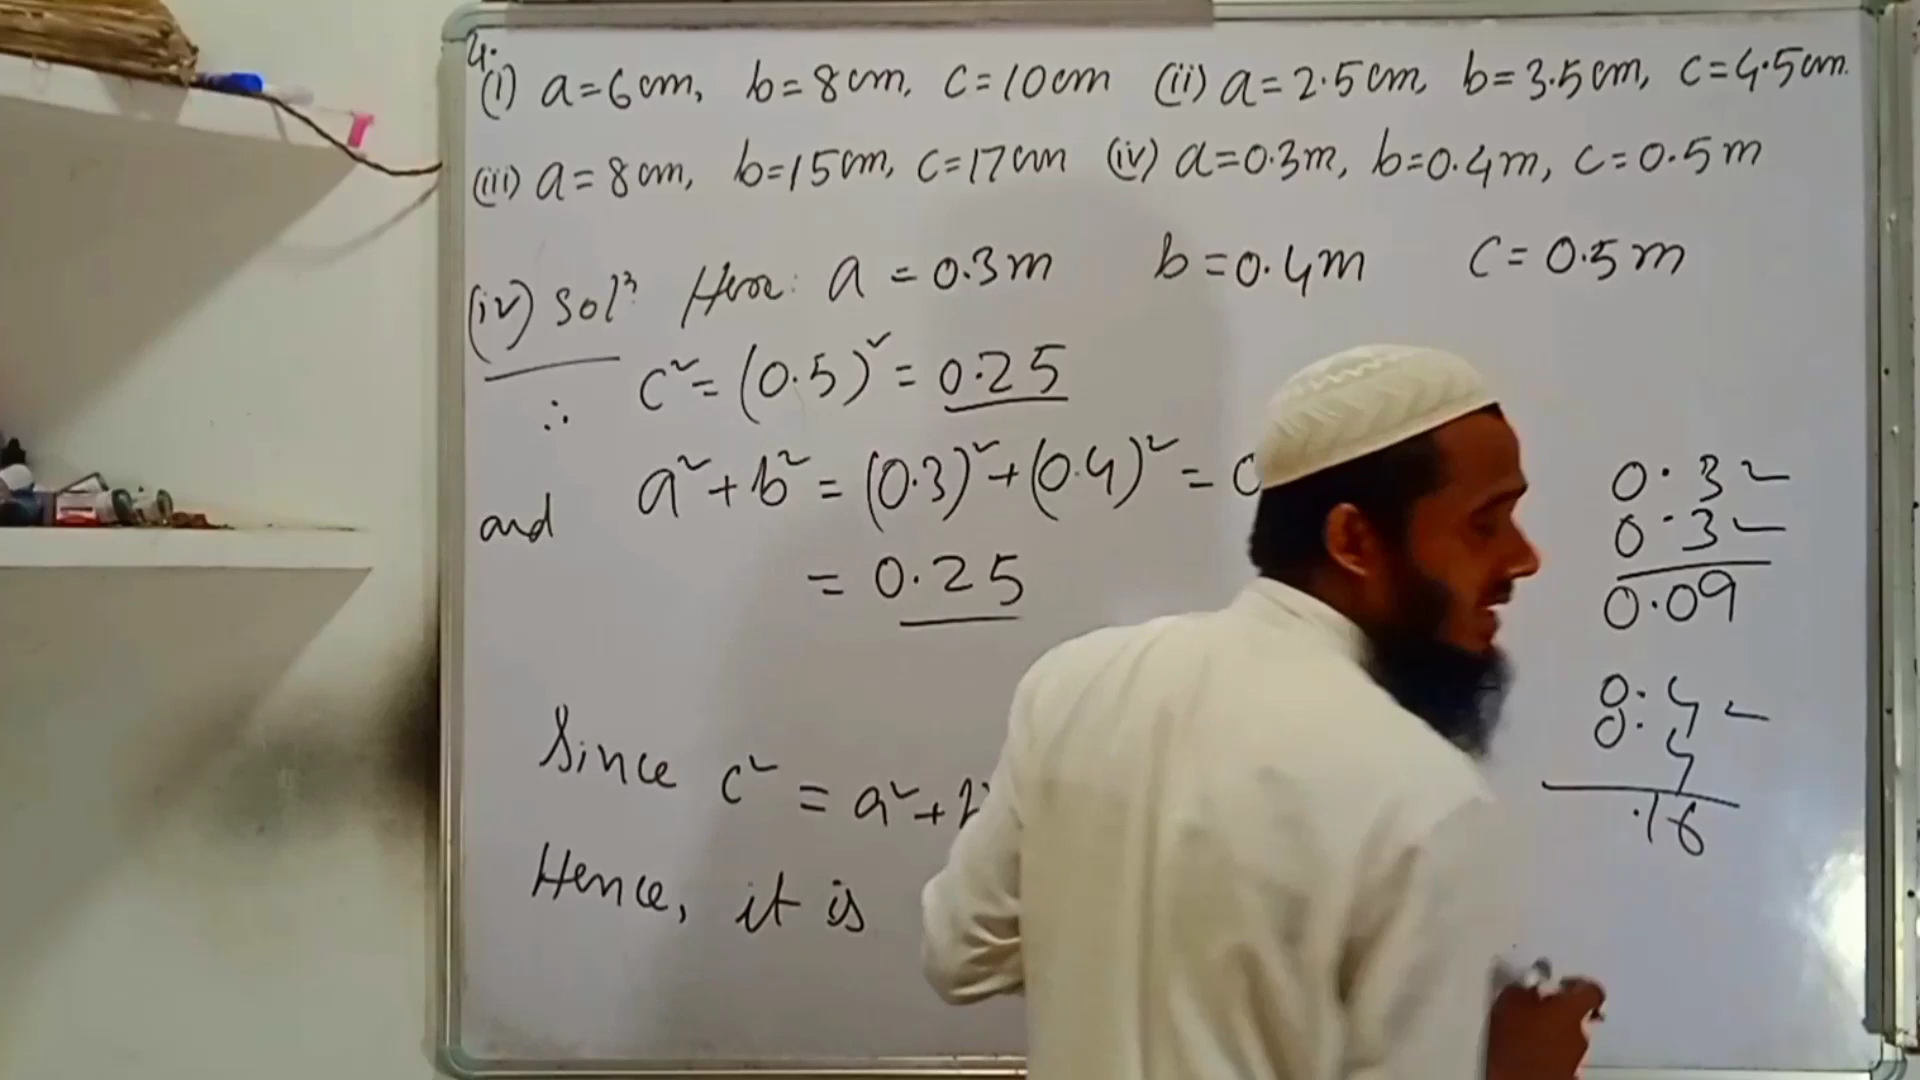 4.
(i) a=6cm, b=8cm, c=10cm (ii) a=2.5cm, b=3.5cm, c=4.5cm.
(iii) a=8cm, b=15cm, c=17cm (iv) a=0.3m, b=0.4m, c=0.5m
(iv) Solⁿ: Here: a=0.3m b=0.4m c=0.5m
∴ c²=(0.5)²=0.25
and a²+b²=(0.3)²+(0.4)²=
=0.25
Since c²=a²+
Hence, it is
0.3
0.3
0.09
0.4
0.4
.16